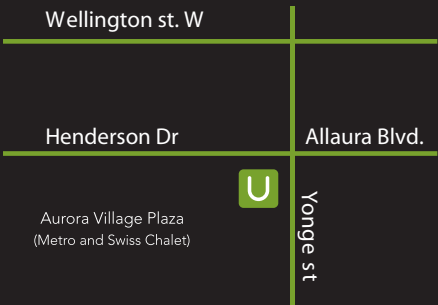 Wellington st. W
Henderson Dr
Allaura Blvd.
U
Aurora Village Plaza
(Metro and Swiss Chalet)
Yonge st